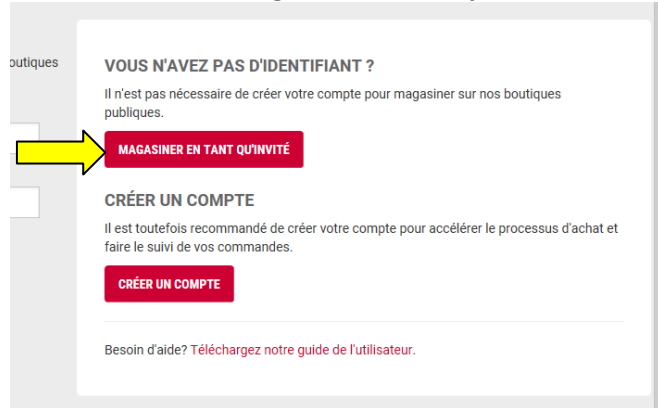 outiques
VOUS N'AVEZ PAS D'IDENTIFIANT ?
Il n'est pas nécessaire de créer votre compte pour magasiner sur nos boutiques
publiques.
MAGASINER EN TANT QU'INVITÉ
CRÉER UN COMPTE
Il est toutefois recommandé de créer votre compte pour accélérer le processus d'achat et
faire le suivi de vos commandes.
CRÉER UN COMPTE
Besoin d'aide? Téléchargez notre guide de l'utilisateur.